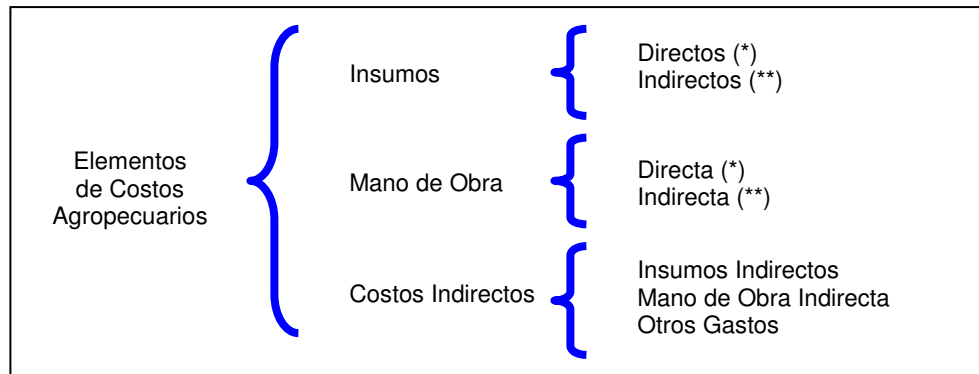 Elementos
de Costos
Agropecuarios
Insumos
Directos (*)
Indirectos (**)
Mano de Obra
Directa (*)
Indirecta (**)
Costos Indirectos
Insumos Indirectos
Mano de Obra Indirecta
Otros Gastos